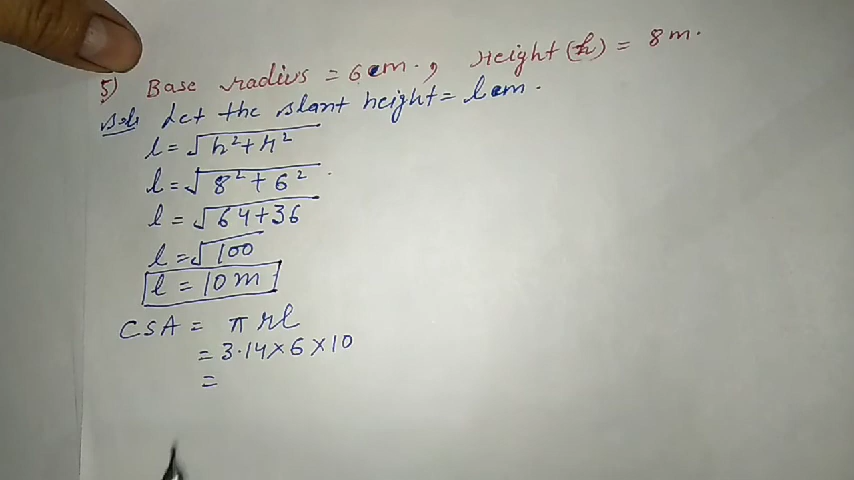 5) Base radius = 6cm., Height (h) = 8m.
Sol: Let the slant height = l cm.
l = √h²+r²
l = √8²+6²
l = √64+36
l = √100
l = 10m
CSA = πrl
= 3.14×6×10
=